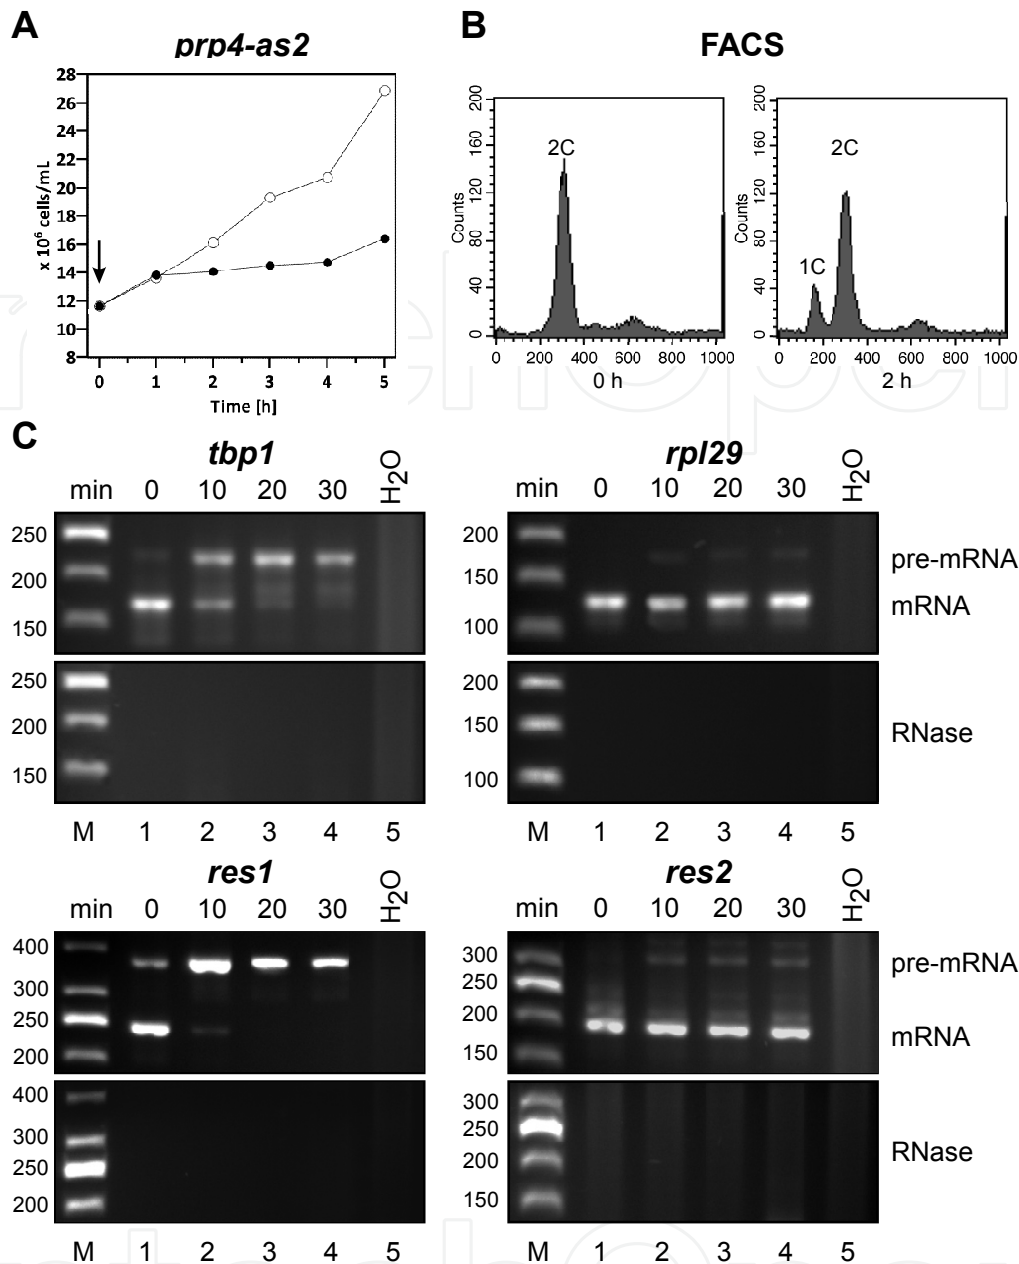 A
prp4-as2
28
26
24
22
20
18
16
14
12
10
8
x 10⁶ cells/mL
0 1 2 3 4 5
Time [h]
B
FACS
200
160
120
80
40
0
Counts
2C
0 200 400 600 800 1000
0 h
200
160
120
80
40
0
Counts
1C
2C
0 200 400 600 800 1000
2 h
C
tbp1
min 0 10 20 30 H₂O
250
200
150
250
200
150
M 1 2 3 4 5
rpl29
min 0 10 20 30 H₂O
200
150
100
pre-mRNA
mRNA
200
150
100
RNase
M 1 2 3 4 5
res1
min 0 10 20 30 H₂O
400
300
250
200
400
300
250
200
M 1 2 3 4 5
res2
min 0 10 20 30 H₂O
300
250
200
150
pre-mRNA
mRNA
300
250
200
150
RNase
M 1 2 3 4 5